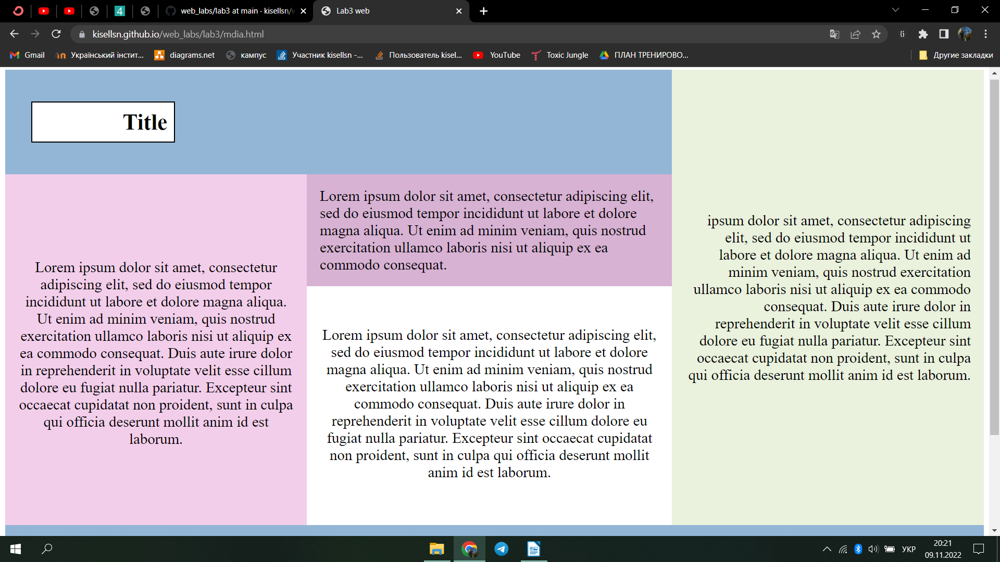 web_labs/lab3 at main · kisellsn/
Lab3 web
kisellsn.github.io/web_labs/lab3/mdia.html
Gmail
Український інстит...
diagrams.net
кампус
Участник kisellsn -...
Пользователь kisel...
YouTube
Toxic Jungle
ПЛАН ТРЕНИРОВО...
Другие закладки
Title
Lorem ipsum dolor sit amet, consectetur
adipiscing elit, sed do eiusmod tempor
incididunt ut labore et dolore magna aliqua.
Ut enim ad minim veniam, quis nostrud
exercitation ullamco laboris nisi ut aliquip ex
ea commodo consequat. Duis aute irure dolor
in reprehenderit in voluptate velit esse cillum
dolore eu fugiat nulla pariatur. Excepteur sint
occaecat cupidatat non proident, sunt in culpa
qui officia deserunt mollit anim id est
laborum.
Lorem ipsum dolor sit amet, consectetur adipiscing elit,
sed do eiusmod tempor incididunt ut labore et dolore
magna aliqua. Ut enim ad minim veniam, quis nostrud
exercitation ullamco laboris nisi ut aliquip ex ea
commodo consequat.
Lorem ipsum dolor sit amet, consectetur adipiscing elit,
sed do eiusmod tempor incididunt ut labore et dolore
magna aliqua. Ut enim ad minim veniam, quis nostrud
exercitation ullamco laboris nisi ut aliquip ex ea
commodo consequat. Duis aute irure dolor in
reprehenderit in voluptate velit esse cillum dolore eu
fugiat nulla pariatur. Excepteur sint occaecat cupidatat
non proident, sunt in culpa qui officia deserunt mollit
anim id est laborum.
ipsum dolor sit amet, consectetur adipiscing
elit, sed do eiusmod tempor incididunt ut
labore et dolore magna aliqua. Ut enim ad
minim veniam, quis nostrud exercitation
ullamco laboris nisi ut aliquip ex ea commodo
consequat. Duis aute irure dolor in
reprehenderit in voluptate velit esse cillum
dolore eu fugiat nulla pariatur. Excepteur sint
occaecat cupidatat non proident, sunt in culpa
qui officia deserunt mollit anim id est laborum.
УКР
20:21
09.11.2022